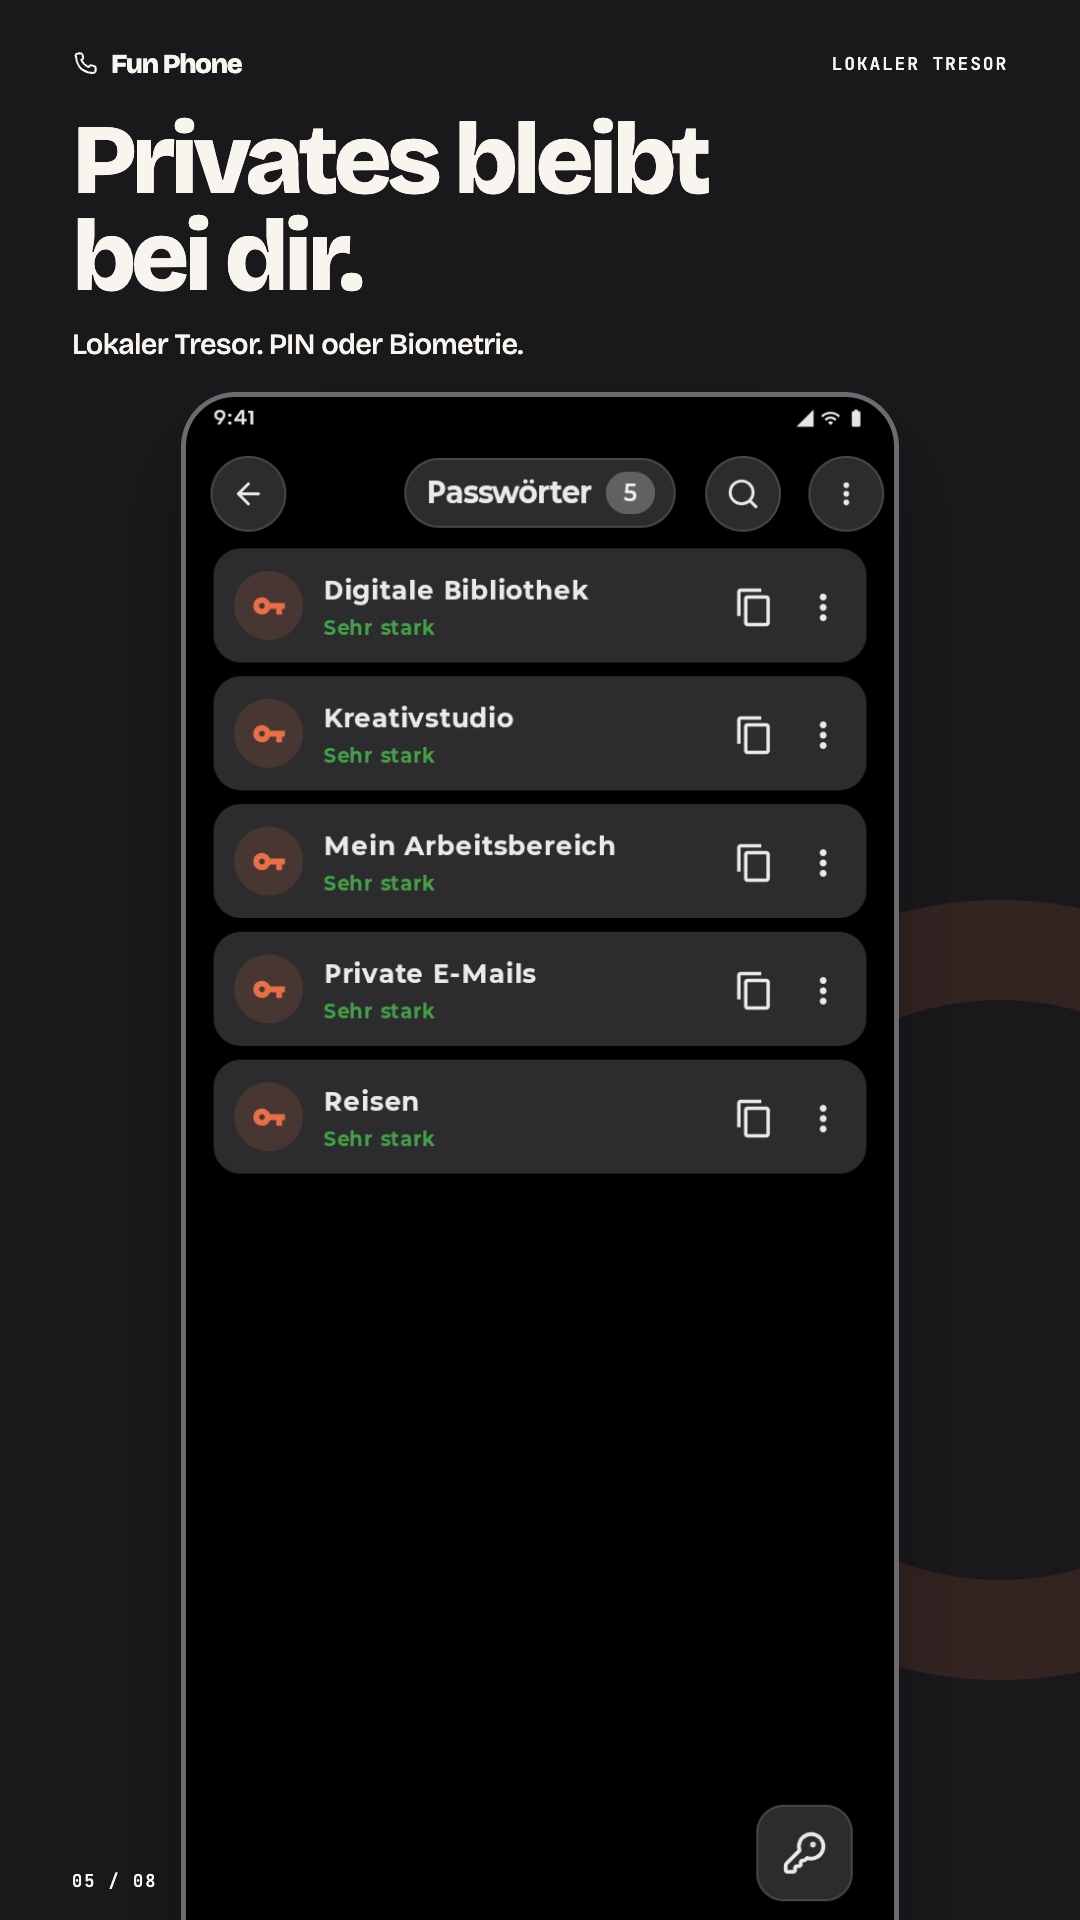 Fun Phone
LOKALER TRESOR
Privates bleibt
bei dir.
Lokaler Tresor. PIN oder Biometrie.
9:41
Passwörter 5
Digitale Bibliothek
Sehr stark
Kreativstudio
Sehr stark
Mein Arbeitsbereich
Sehr stark
Private E-Mails
Sehr stark
Reisen
Sehr stark
05 / 08